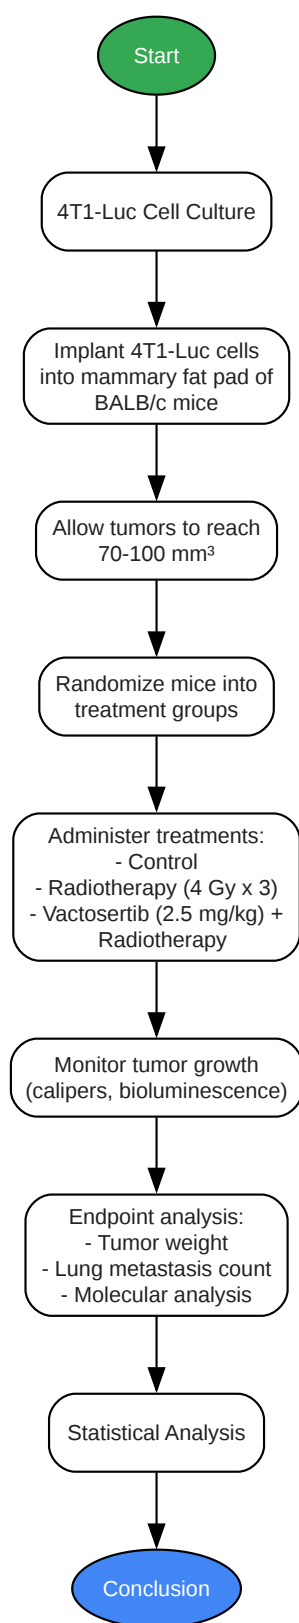 Start
4T1-Luc Cell Culture
Implant 4T1-Luc cells
into mammary fat pad of
BALB/c mice
Allow tumors to reach
70-100 mm³
Randomize mice into
treatment groups
Administer treatments:
- Control
- Radiotherapy (4 Gy x 3)
- Vactosertib (2.5 mg/kg) +
Radiotherapy
Monitor tumor growth
(calipers, bioluminescence)
Endpoint analysis:
- Tumor weight
- Lung metastasis count
- Molecular analysis
Statistical Analysis
Conclusion